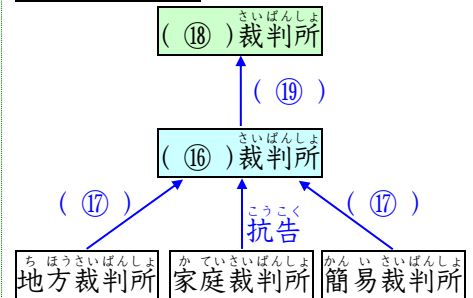 ( ⑱ )裁判所
( ⑲ )
( ⑯ )裁判所
( ⑰ ) 抗告 ( ⑰ )
地方裁判所 家庭裁判所 簡易裁判所